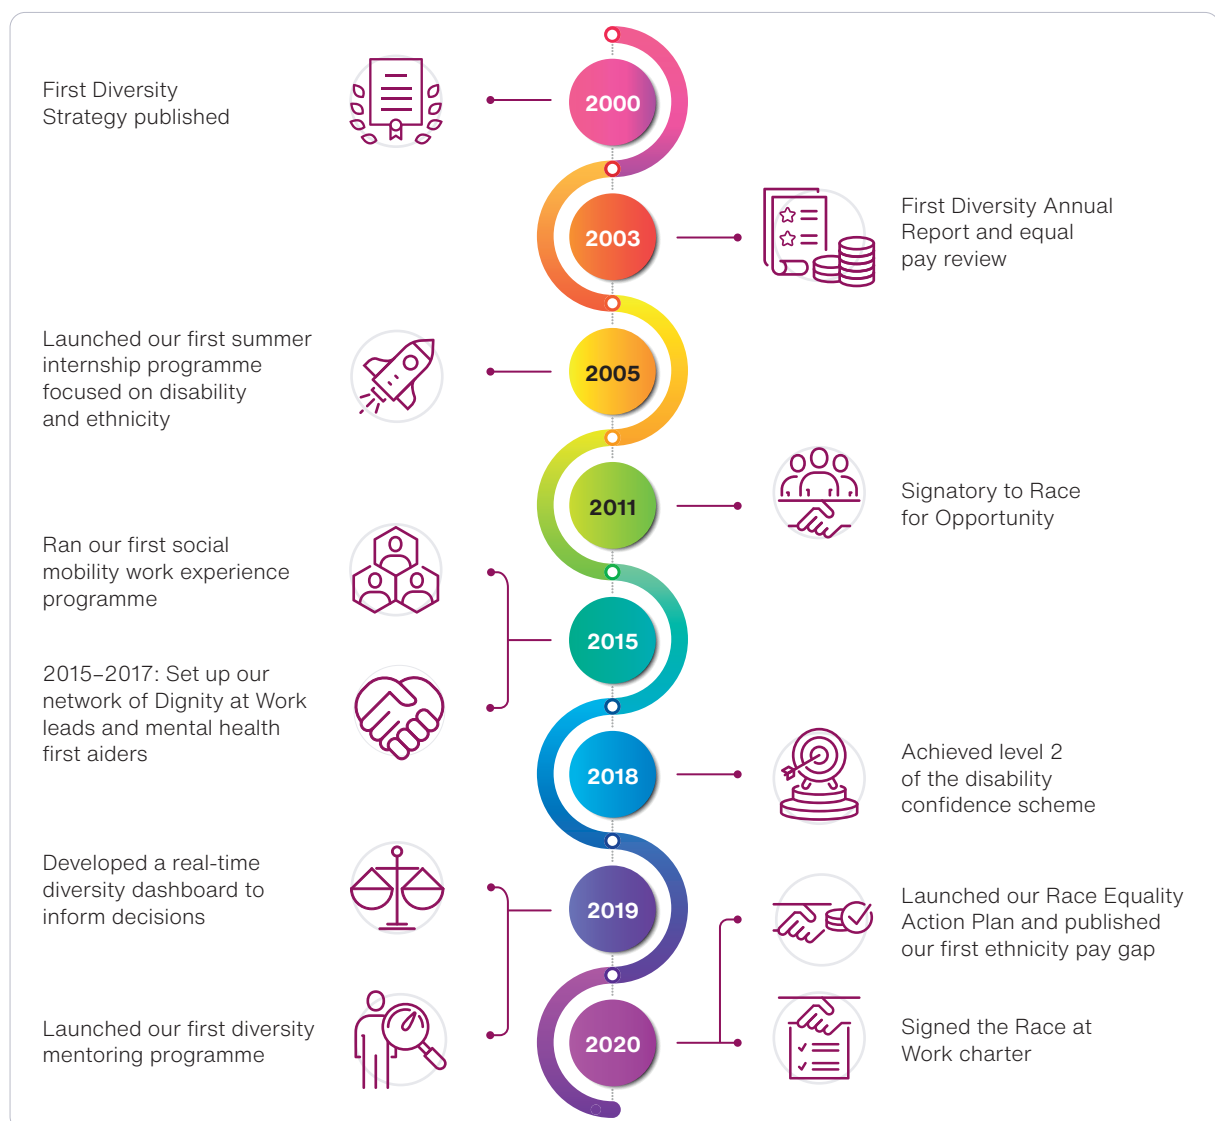 First Diversity
Strategy published
2000
2003
First Diversity Annual
Report and equal
pay review
Launched our first summer
internship programme
focused on disability
and ethnicity
2005
2011
Signatory to Race
for Opportunity
Ran our first social
mobility work experience
programme
2015
2015–2017: Set up our
network of Dignity at Work
leads and mental health
first aiders
2018
Achieved level 2
of the disability
confidence scheme
Developed a real-time
diversity dashboard to
inform decisions
2019
Launched our first diversity
mentoring programme
2020
Launched our Race Equality
Action Plan and published
our first ethnicity pay gap
Signed the Race at
Work charter